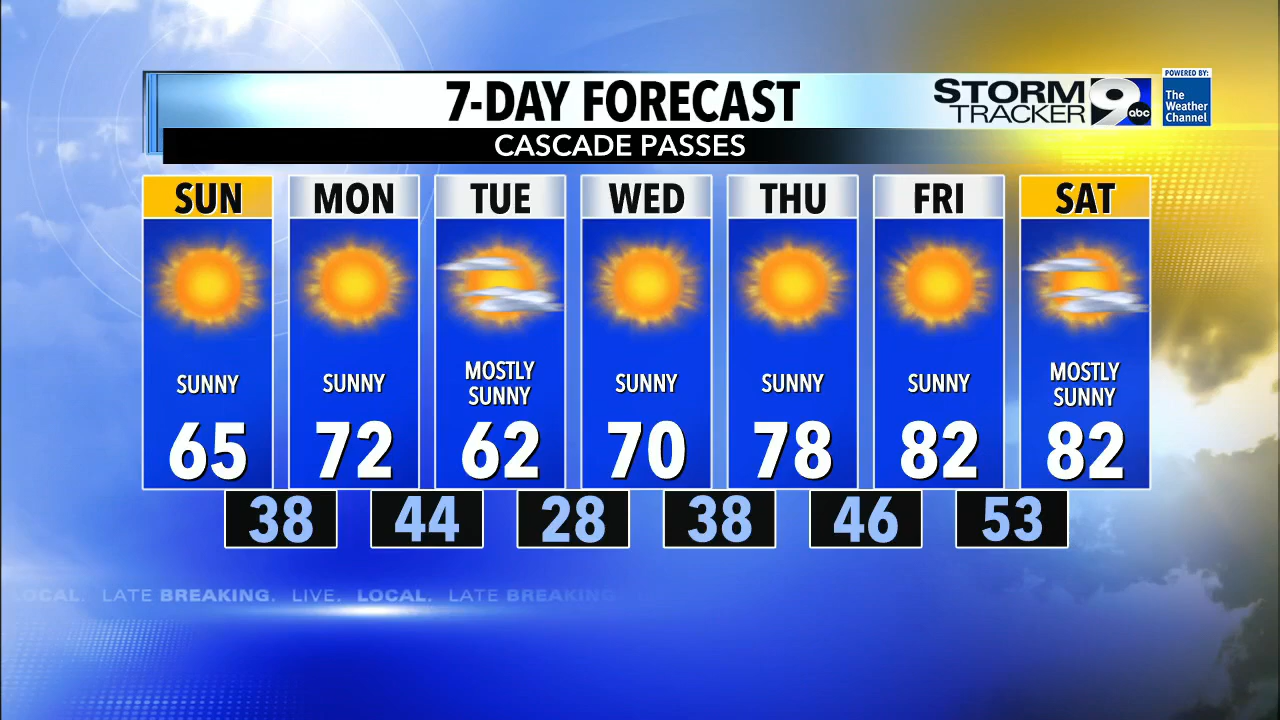 7-DAY FORECAST
CASCADE PASSES
STORM
TRACKER
9
abc
POWERED BY:
The
Weather
Channel
SUN MON TUE WED THU FRI SAT
SUNNY SUNNY MOSTLY SUNNY SUNNY SUNNY SUNNY MOSTLY SUNNY
65 72 62 70 78 82 82
38 44 28 38 46 53
LOCAL. LATE BREAKING. LIVE. LOCAL. LATE BREAKING